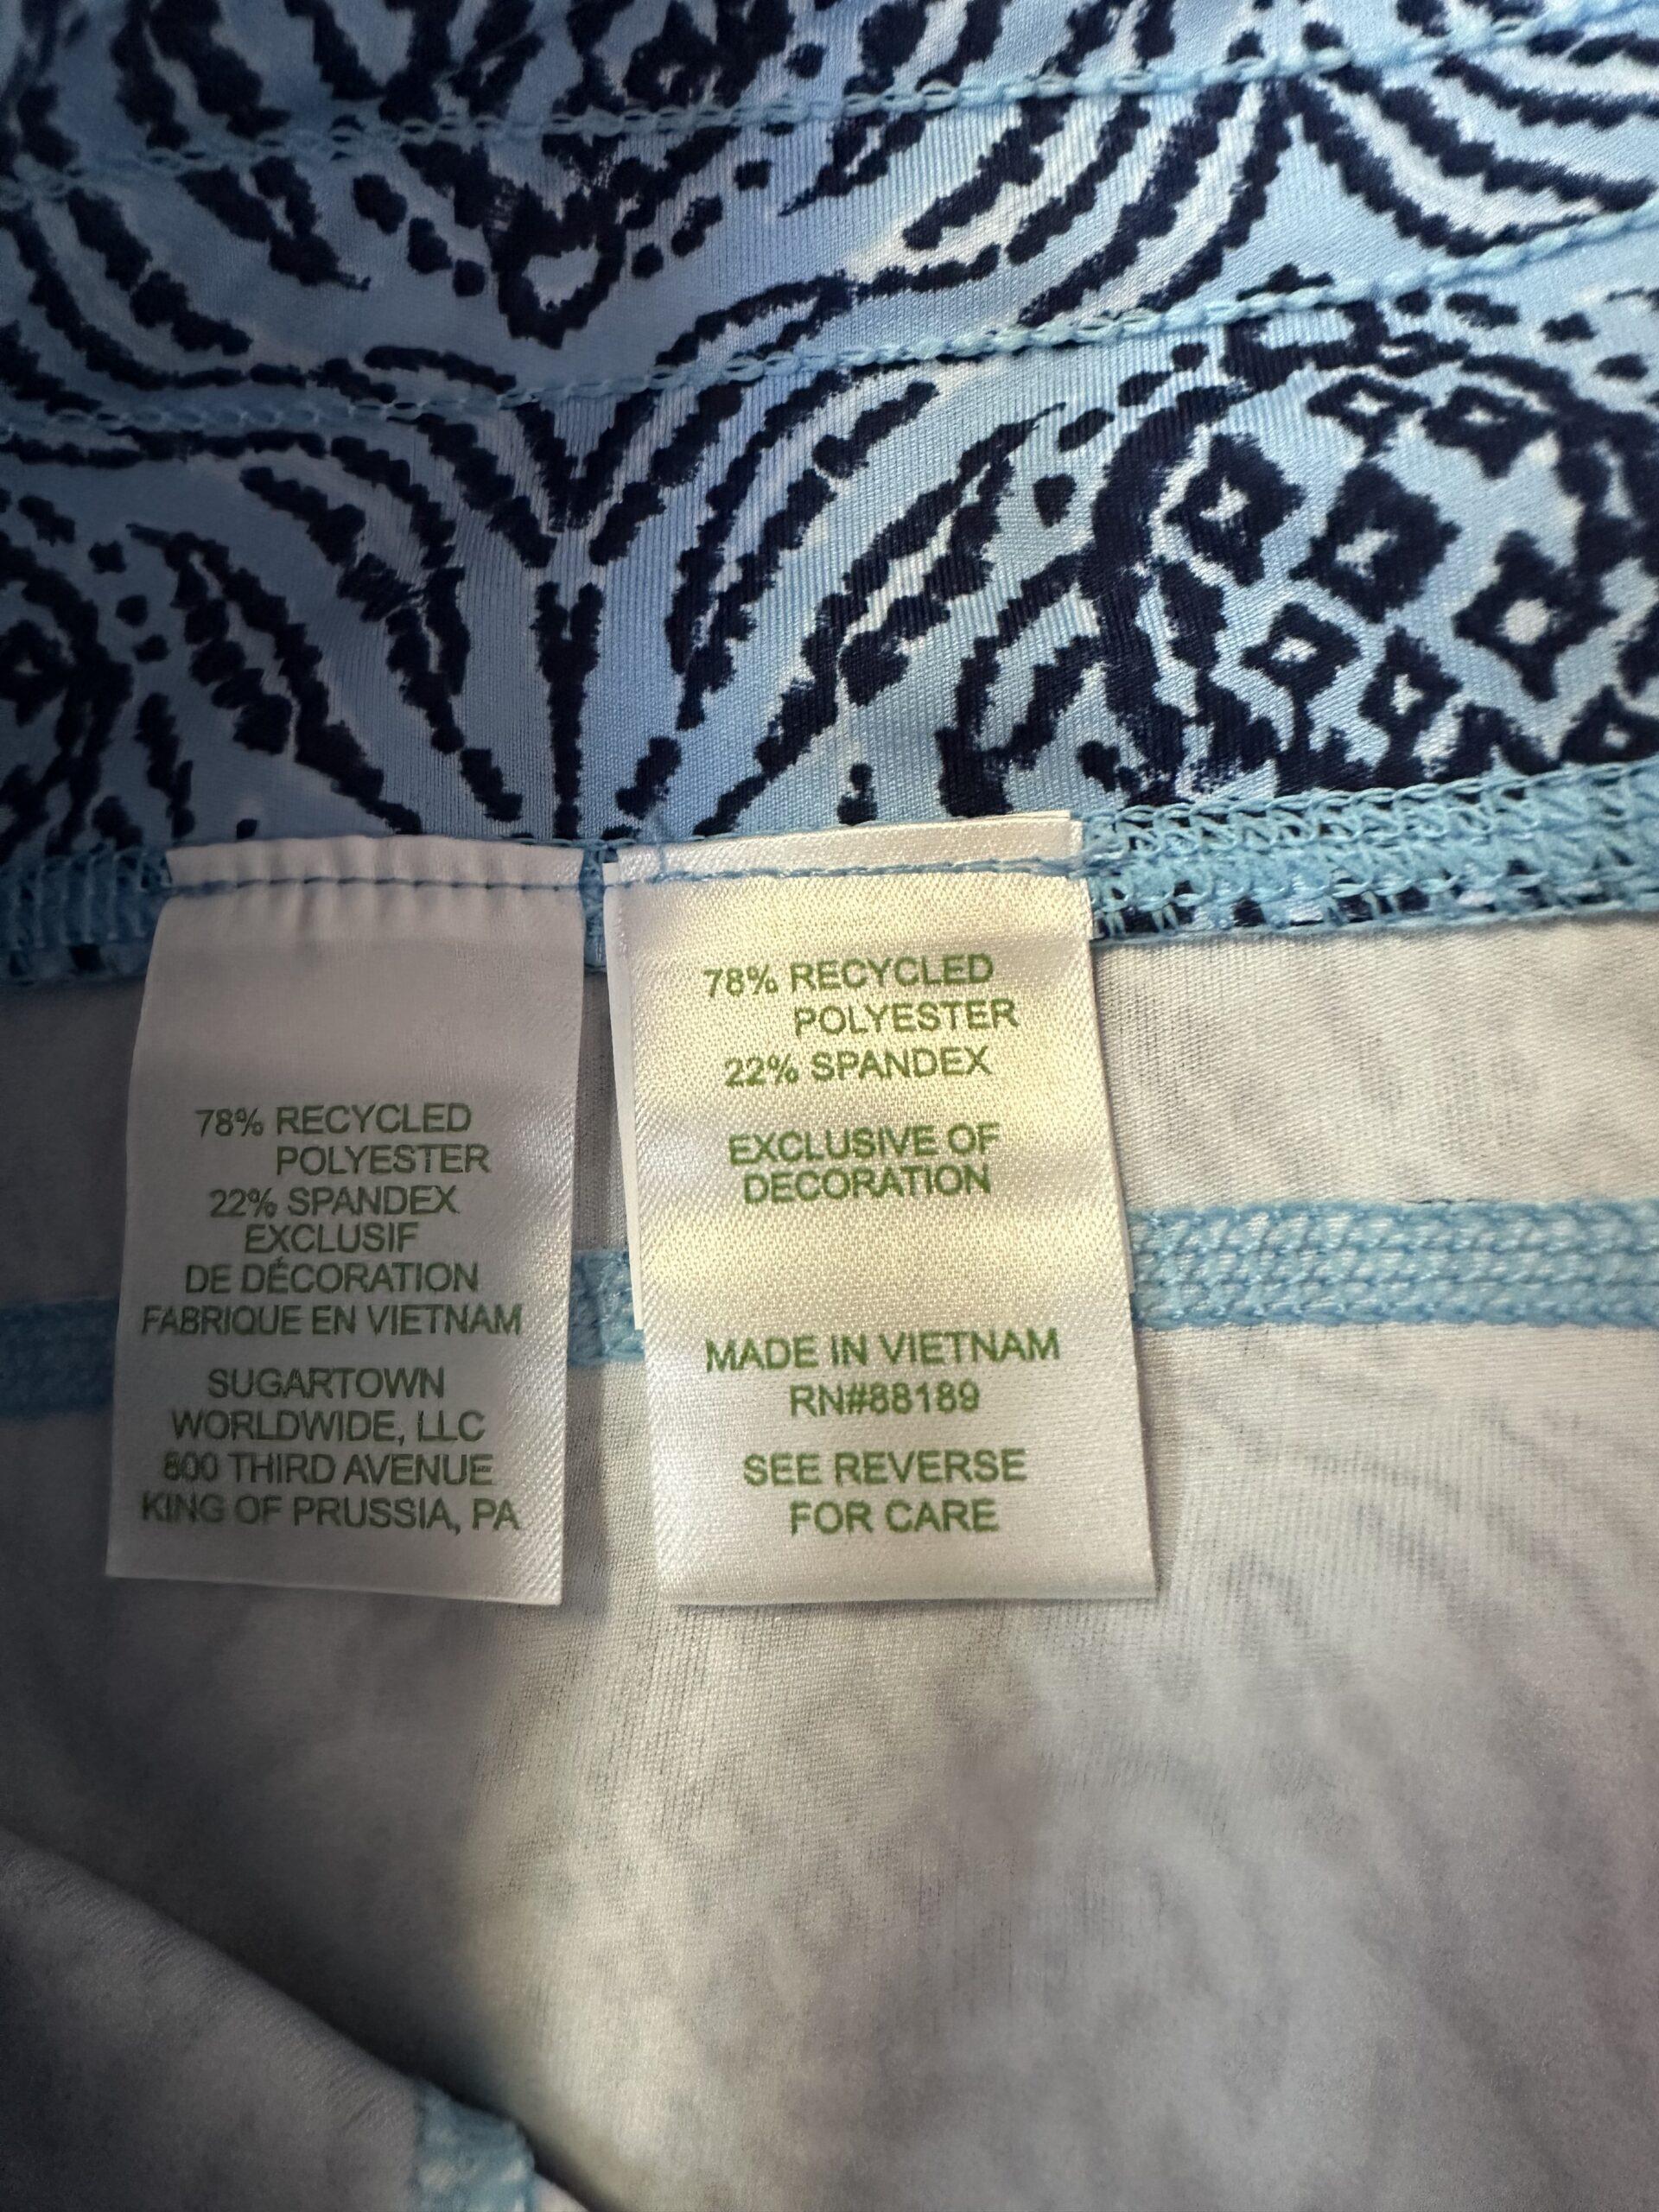 78% RECYCLED
POLYESTER
22% SPANDEX
EXCLUSIF
DE DÉCORATION
FABRIQUE EN VIETNAM
SUGARTOWN
WORLDWIDE, LLC
800 THIRD AVENUE
KING OF PRUSSIA, PA
78% RECYCLED
POLYESTER
22% SPANDEX
EXCLUSIVE OF
DECORATION
MADE IN VIETNAM
RN#88189
SEE REVERSE
FOR CARE